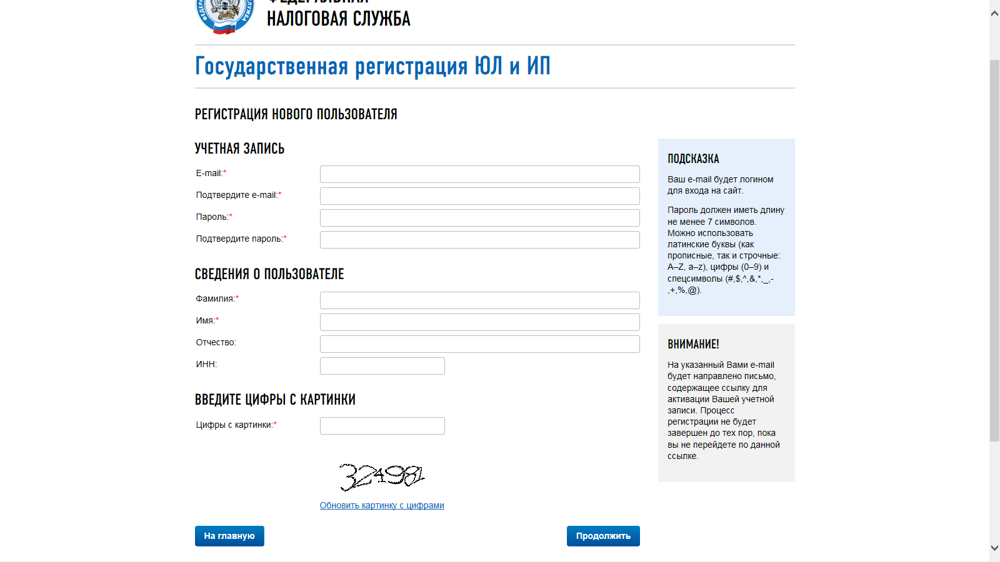 ФЕДЕРАЛЬНАЯ
НАЛОГОВАЯ СЛУЖБА
Государственная регистрация ЮЛ и ИП
РЕГИСТРАЦИЯ НОВОГО ПОЛЬЗОВАТЕЛЯ
УЧЕТНАЯ ЗАПИСЬ
E-mail:*
Подтвердите e-mail:*
Пароль:*
Подтвердите пароль:*
СВЕДЕНИЯ О ПОЛЬЗОВАТЕЛЕ
Фамилия:*
Имя:*
Отчество:
ИНН:
ВВЕДИТЕ ЦИФРЫ С КАРТИНКИ
Цифры с картинки:*
Обновить картинку с цифрами
На главную
Продолжить
ПОДСКАЗКА
Ваш e-mail будет логином
для входа на сайт.
Пароль должен иметь длину
не менее 7 символов.
Можно использовать
латинские буквы (как
прописные, так и строчные:
A–Z, a–z), цифры (0–9) и
спецсимволы (#,$,^,&,*,_,-
,+,%,@).
ВНИМАНИЕ!
На указанный Вами e-mail
будет направлено письмо,
содержащее ссылку для
активации Вашей учетной
записи. Процесс
регистрации не будет
завершен до тех пор, пока
вы не перейдете по данной
ссылке.